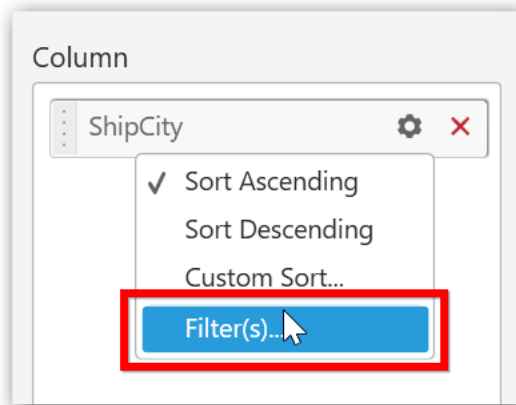 Column
ShipCity
Sort Ascending
Sort Descending
Custom Sort...
Filter(s)...